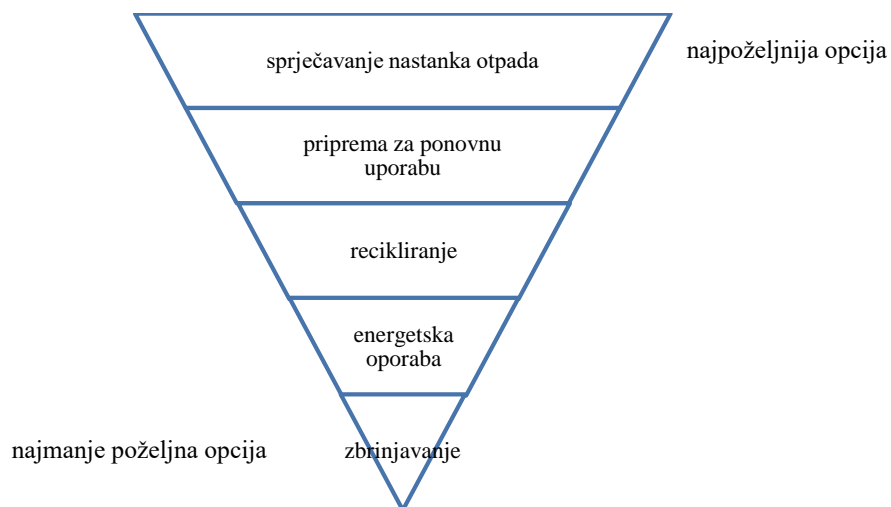 sprječavanje nastanka otpada
najpoželjnija opcija
priprema za ponovnu
uporabu
recikliranje
energetska
oporaba
najmanje poželjna opcija
zbrinjavanje